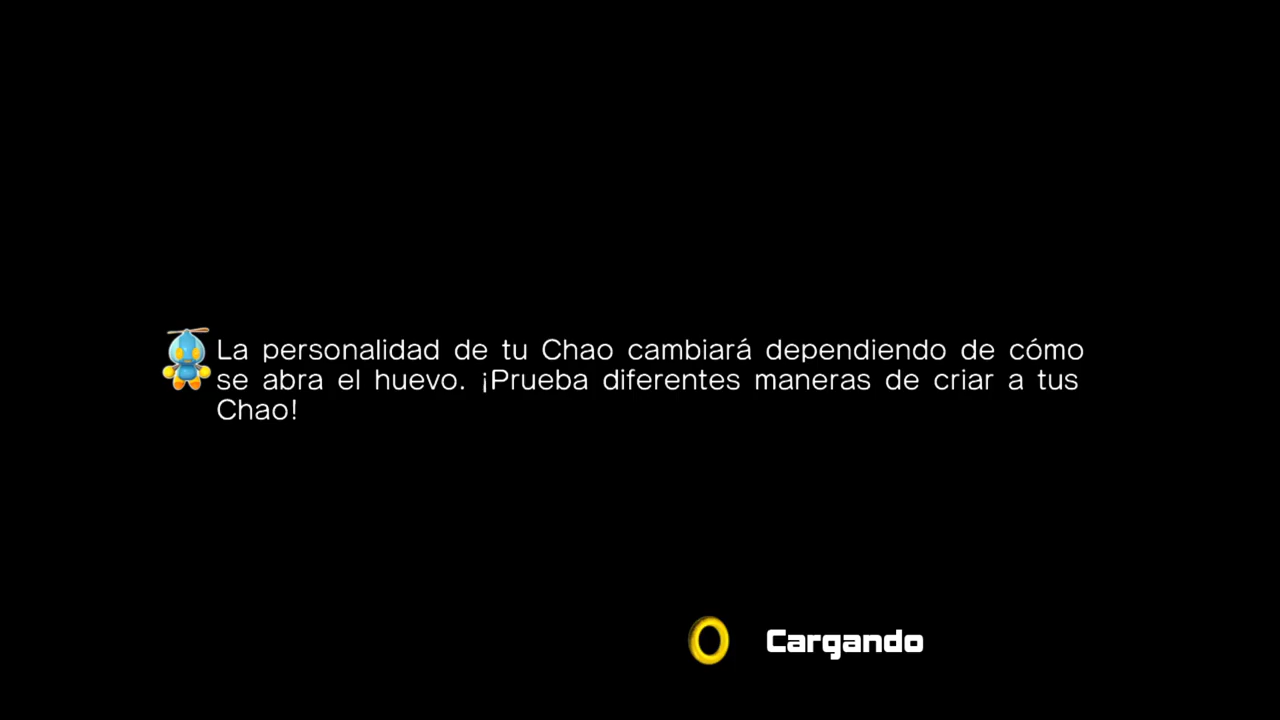 La personalidad de tu Chao cambiará dependiendo de cómo
se abra el huevo. ¡Prueba diferentes maneras de criar a tus
Chao!
Cargando